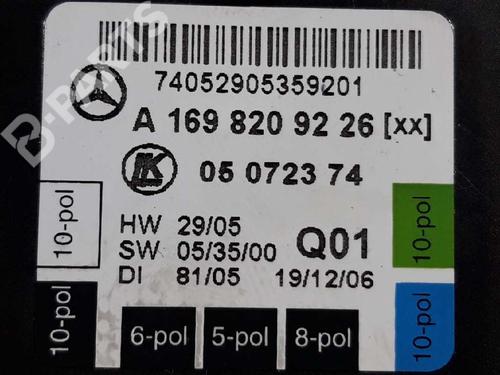 74052905359201
A 169 820 92 26 [xx]
K 05 0723 74
HW 29/05
SW 05/35/00 Q01
DI 81/05 19/12/06
10-pol
10-pol
10-pol
10-pol
6-pol 5-pol 8-pol
B-PARTS